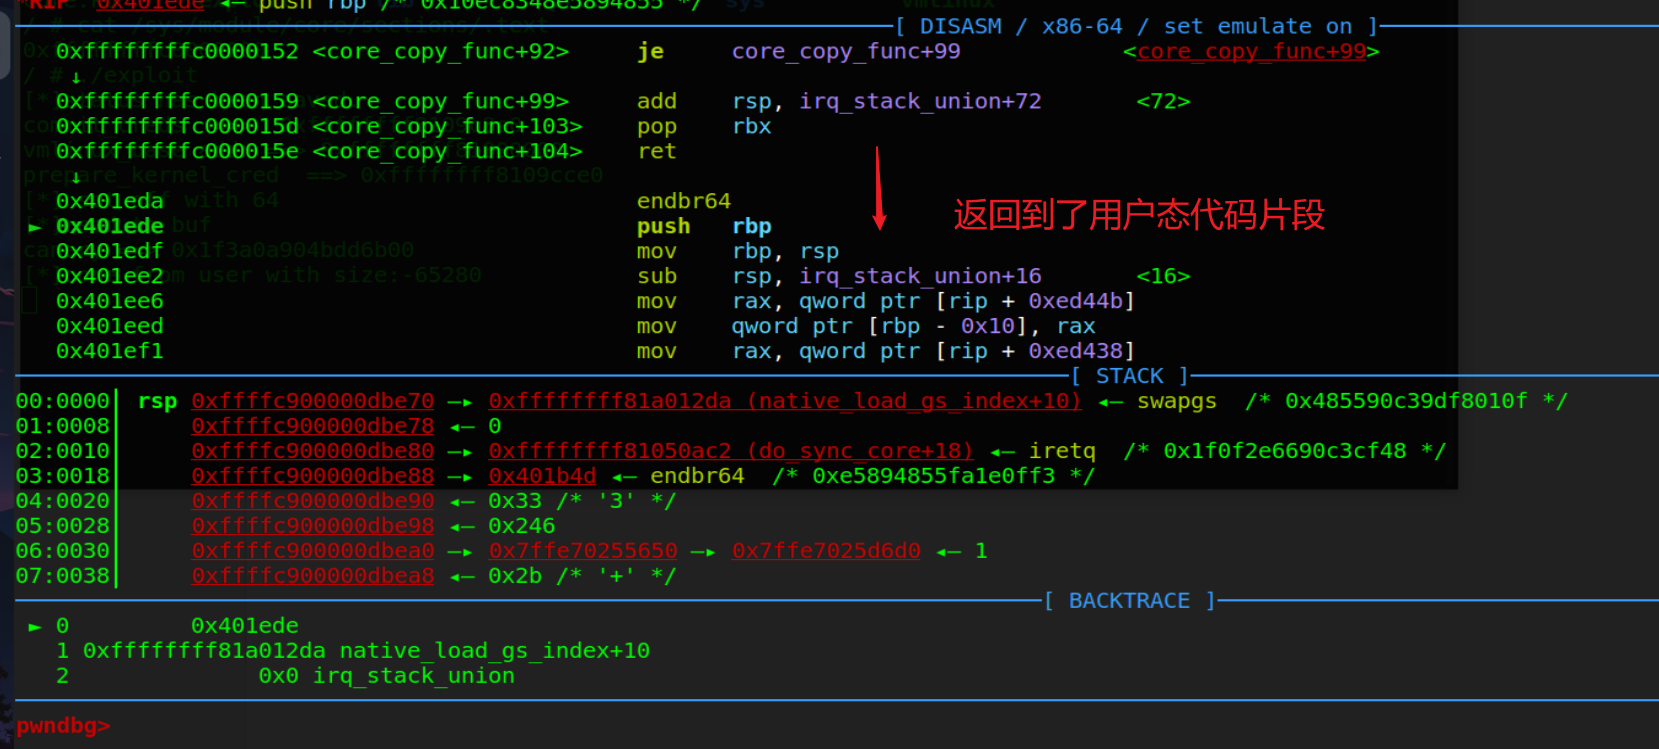 *RIP  0x401ede ◂— push rbp /* 0x10ec8348e5894855 */
[ DISASM / x86-64 / set emulate on ]
0xffffffffc0000152 <core_copy_func+92> je core_copy_func+99 <core_copy_func+99>
↓
0xffffffffc0000159 <core_copy_func+99> add rsp, irq_stack_union+72 <72>
0xffffffffc000015d <core_copy_func+103> pop rbx
0xffffffffc000015e <core_copy_func+104> ret
↓
0x401eda endbr64
► 0x401ede push rbp
返回到了用户态代码片段
0x401edf mov rbp, rsp
0x401ee2 sub rsp, irq_stack_union+16 <16>
0x401ee6 mov rax, qword ptr [rip + 0xed44b]
0x401eed mov qword ptr [rbp - 0x10], rax
0x401ef1 mov rax, qword ptr [rip + 0xed438]
[ STACK ]
00:0000│ rsp 0xffffc900000dbe70 —▸ 0xffffffff81a012da (native_load_gs_index+10) ◂— swapgs /* 0x485590c39df8010f */
01:0008│ 0xffffc900000dbe78 ◂— 0
02:0010│ 0xffffc900000dbe80 —▸ 0xffffffff81050ac2 (do_sync_core+18) ◂— iretq /* 0x1f0f2e6690c3cf48 */
03:0018│ 0xffffc900000dbe88 —▸ 0x401b4d ◂— endbr64 /* 0xe5894855fa1e0ff3 */
04:0020│ 0xffffc900000dbe90 ◂— 0x33 /* '3' */
05:0028│ 0xffffc900000dbe98 ◂— 0x246
06:0030│ 0xffffc900000dbea0 —▸ 0x7ffe70255650 —▸ 0x7ffe7025d6d0 ◂— 1
07:0038│ 0xffffc900000dbea8 ◂— 0x2b /* '+' */
[ BACKTRACE ]
► 0 0x401ede
1 0xffffffff81a012da native_load_gs_index+10
2 0x0 irq_stack_union
pwndbg>